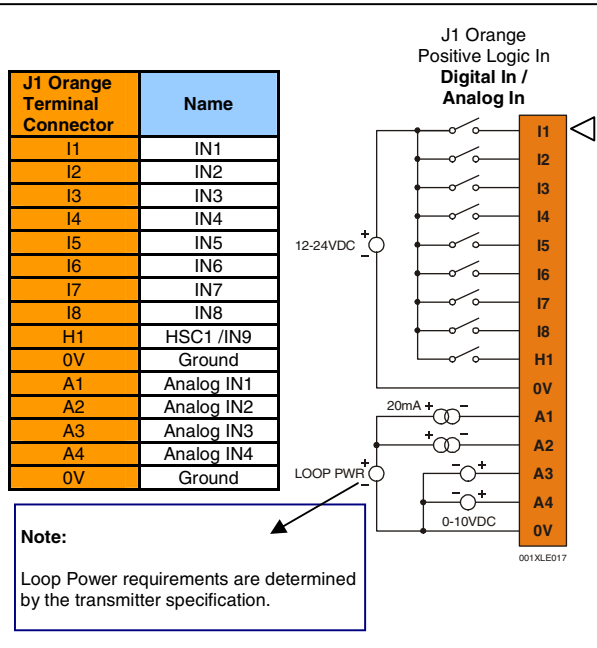 J1 Orange
Terminal
Connector
Name
I1 IN1
I2 IN2
I3 IN3
I4 IN4
I5 IN5
I6 IN6
I7 IN7
I8 IN8
H1 HSC1 /IN9
0V Ground
A1 Analog IN1
A2 Analog IN2
A3 Analog IN3
A4 Analog IN4
0V Ground
J1 Orange
Positive Logic In
Digital In /
Analog In
I1
I2
I3
I4
12-24VDC + - I5
I6
I7
I8
H1
0V
20mA + - A1
+ - A2
LOOP PWR + - - + A3
- + A4
0-10VDC 0V
001XLE017
Note:
Loop Power requirements are determined
by the transmitter specification.